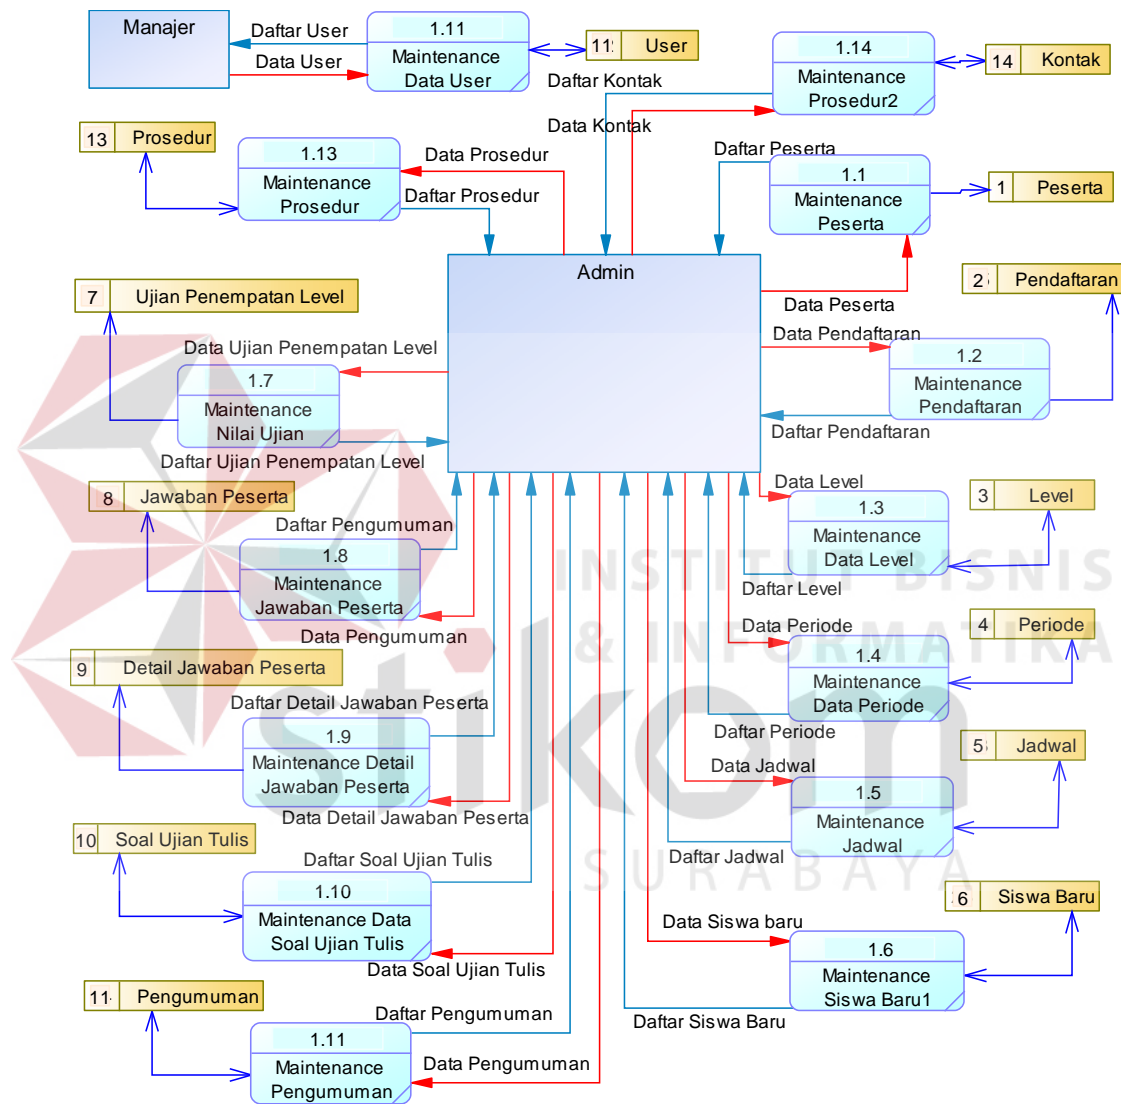 Manajer
Daftar User
Data User
1.11
Maintenance
Data User
User
1.14
Maintenance
Prosedur2
14 Kontak
Daftar Kontak
Data Kontak
13 Prosedur
1.13
Maintenance
Prosedur
Data Prosedur
Daftar Prosedur
Daftar Peserta
1.1
Maintenance
Peserta
1 Peserta
Admin
Data Peserta
2 Pendaftaran
7 Ujian Penempatan Level
Data Ujian Penempatan Level
Data Pendaftaran
1.2
Maintenance
Pendaftaran
1.7
Maintenance
Nilai Ujian
Daftar Pendaftaran
Daftar Ujian Penempatan Level
8 Jawaban Peserta
Data Level
3 Level
1.3
Maintenance
Data Level
Daftar Pengumuman
1.8
Maintenance
Jawaban Peserta
Daftar Level
Data Pengumuman
INSTITUT BISNIS
& INFORMATIKA
Data Periode
4 Periode
1.4
Maintenance
Data Periode
9 Detail Jawaban Peserta
Daftar Detail Jawaban Peserta
1.9
Maintenance Detail
Jawaban Peserta
Daftar Periode
5 Jadwal
Data Jadwal
1.5
Maintenance
Jadwal
Data Detail Jawaban Peserta
stikom
SURABAYA
10 Soal Ujian Tulis
Daftar Soal Ujian Tulis
Daftar Jadwal
1.10
Maintenance Data
Soal Ujian Tulis
6 Siswa Baru
Data Siswa baru
1.6
Maintenance
Siswa Baru1
Data Soal Ujian Tulis
11 Pengumuman
Daftar Pengumuman
Daftar Siswa Baru
1.11
Maintenance
Pengumuman
Data Pengumuman